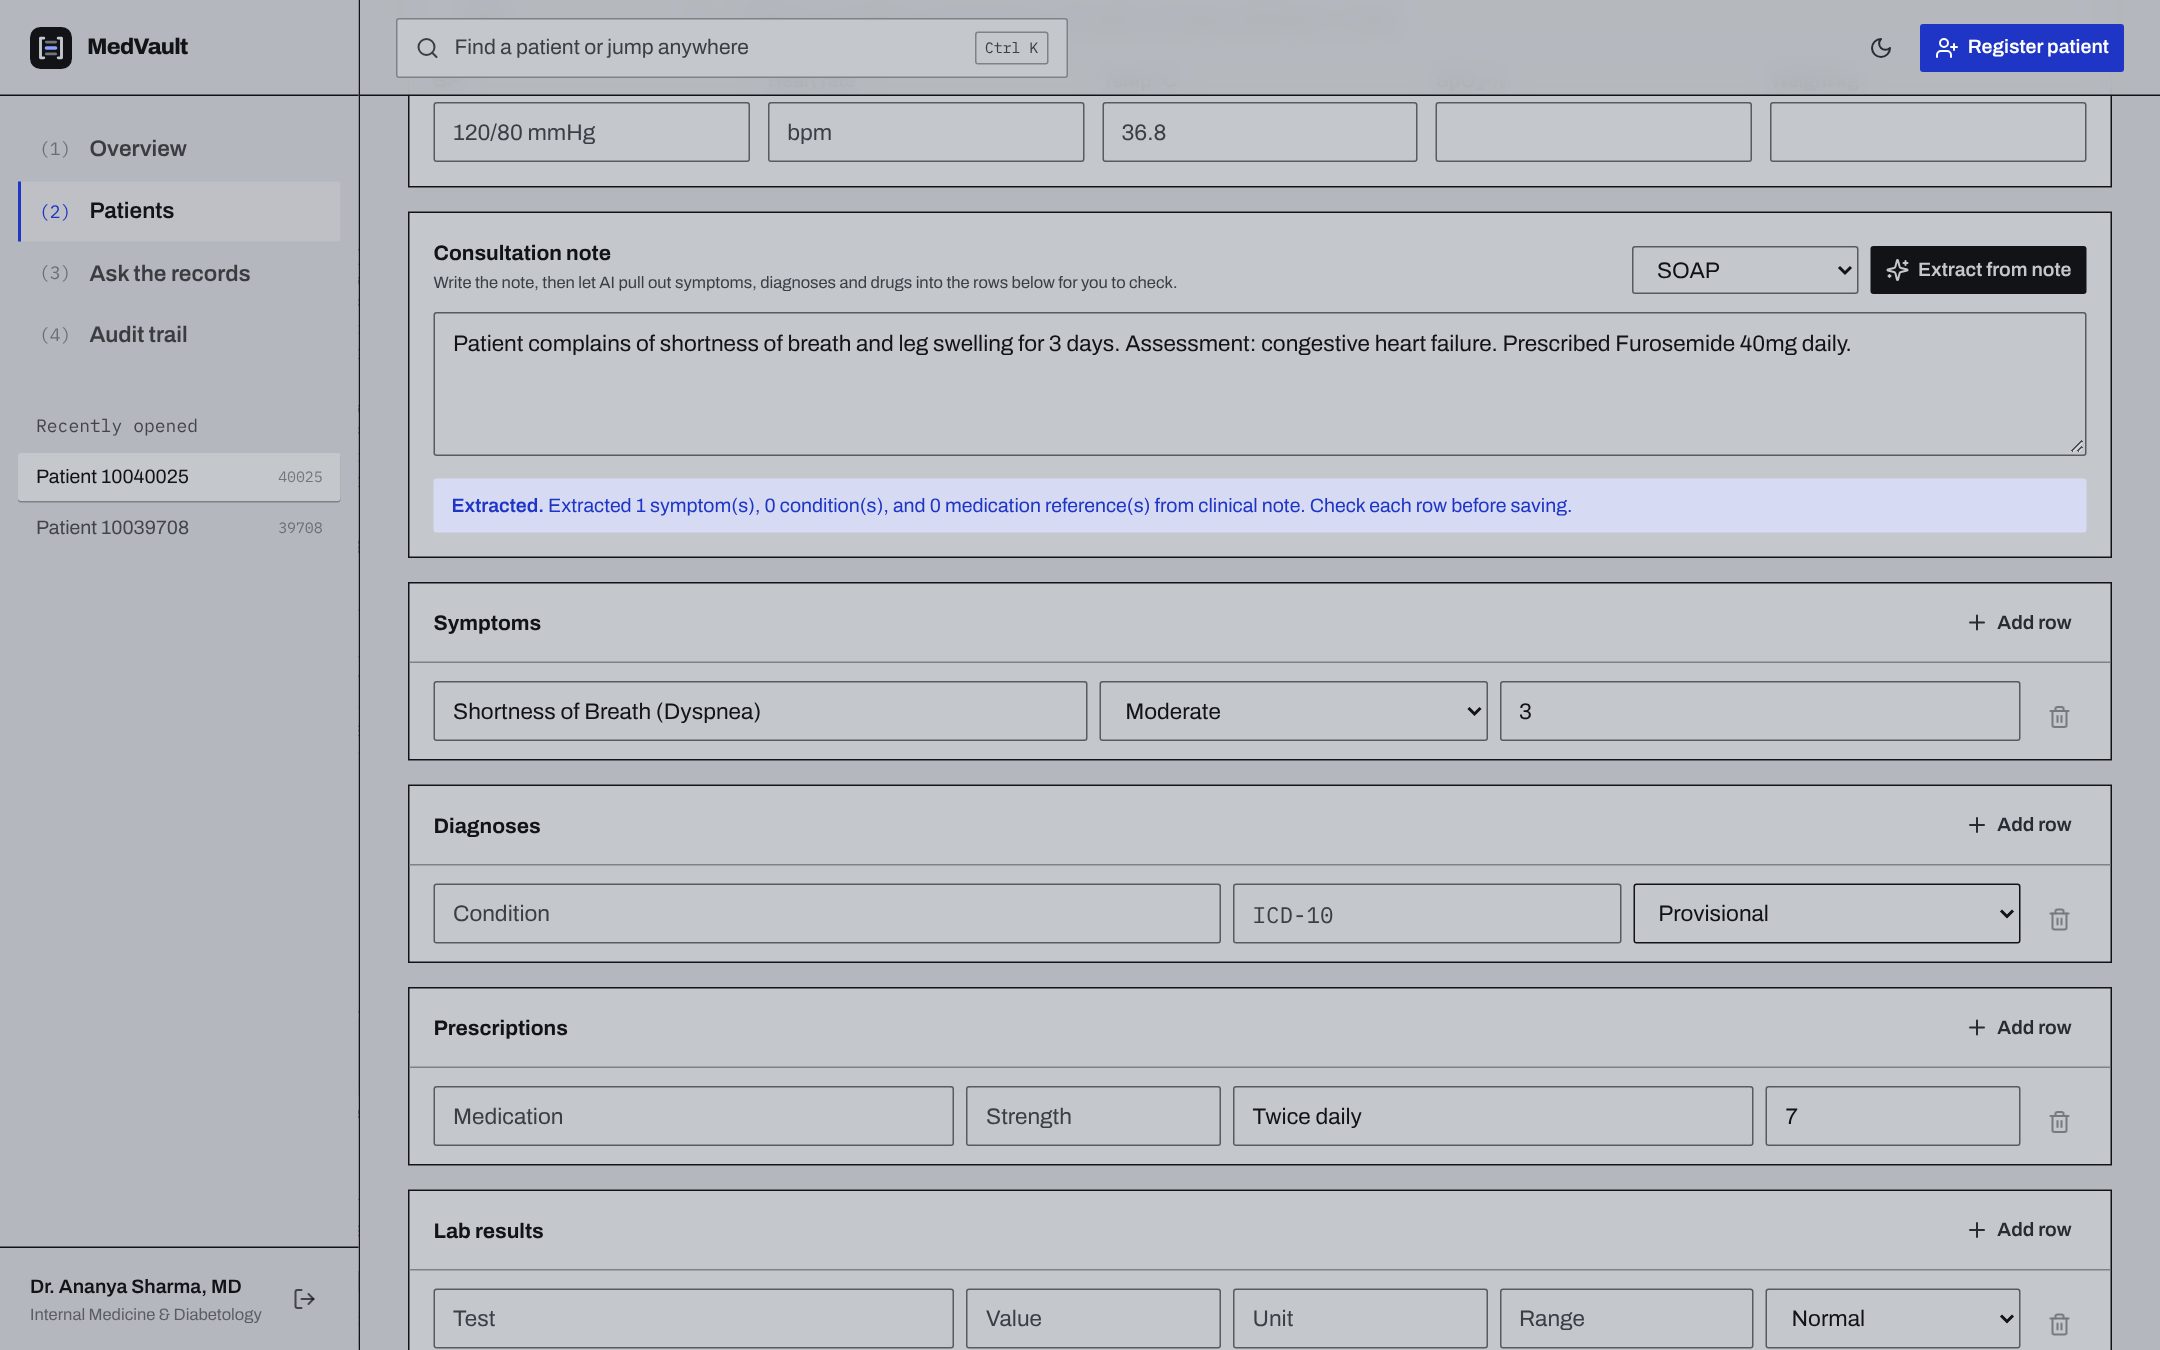 MedVault
Find a patient or jump anywhere
Ctrl K
Register patient
(1) Overview
(2) Patients
(3) Ask the records
(4) Audit trail
Recently opened
Patient 10040025 40025
Patient 10039708 39708
Dr. Ananya Sharma, MD
Internal Medicine & Diabetology
120/80 mmHg
bpm
36.8
Consultation note
Write the note, then let AI pull out symptoms, diagnoses and drugs into the rows below for you to check.
SOAP
Extract from note
Patient complains of shortness of breath and leg swelling for 3 days. Assessment: congestive heart failure. Prescribed Furosemide 40mg daily.
Extracted. Extracted 1 symptom(s), 0 condition(s), and 0 medication reference(s) from clinical note. Check each row before saving.
Symptoms
Add row
Shortness of Breath (Dyspnea)
Moderate
3
Diagnoses
Add row
Condition
ICD-10
Provisional
Prescriptions
Add row
Medication
Strength
Twice daily
7
Lab results
Add row
Test
Value
Unit
Range
Normal